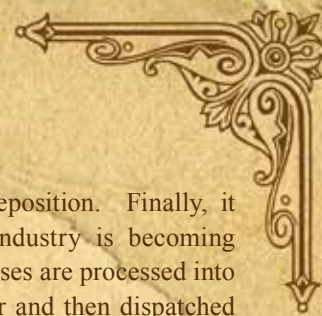 eposition. Finally, it
ndustry is becoming
ses are processed into
r and then dispatched